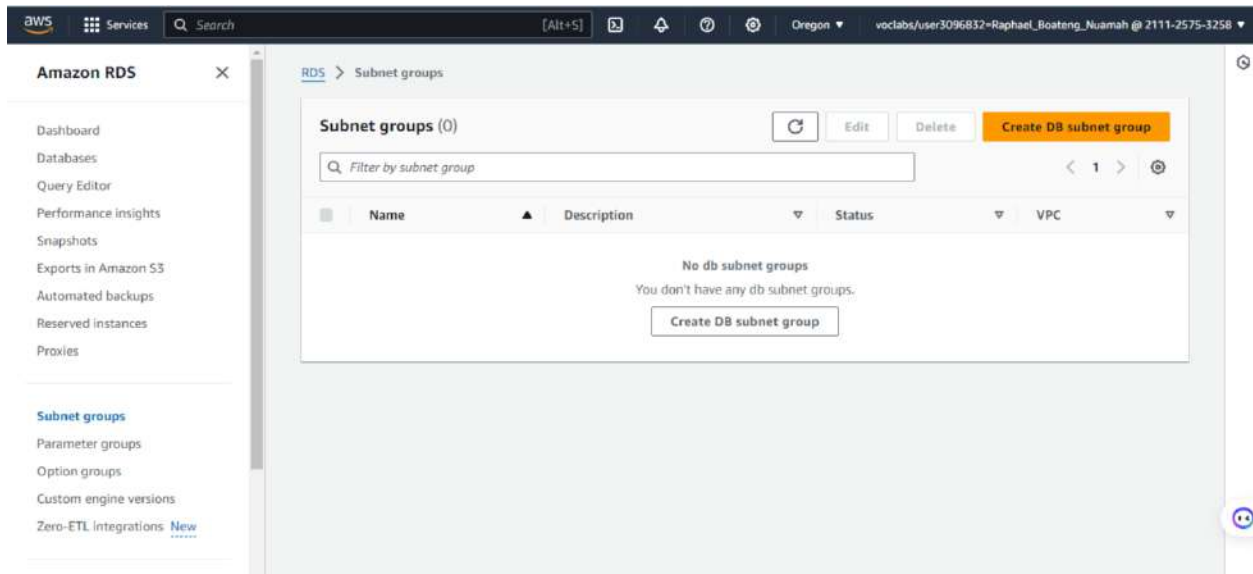 aws Services Search [Alt+S] Oregon ▼ voclabs/user3096832=Raphael_Boateng_Nuamah @ 2111-2575-3258 ▼
Amazon RDS
Dashboard
Databases
Query Editor
Performance insights
Snapshots
Exports in Amazon S3
Automated backups
Reserved instances
Proxies
Subnet groups
Parameter groups
Option groups
Custom engine versions
Zero-ETL integrations New
RDS > Subnet groups
Subnet groups (0) Edit Delete Create DB subnet group
Filter by subnet group < 1 >
Name Description Status VPC
No db subnet groups
You don't have any db subnet groups.
Create DB subnet group